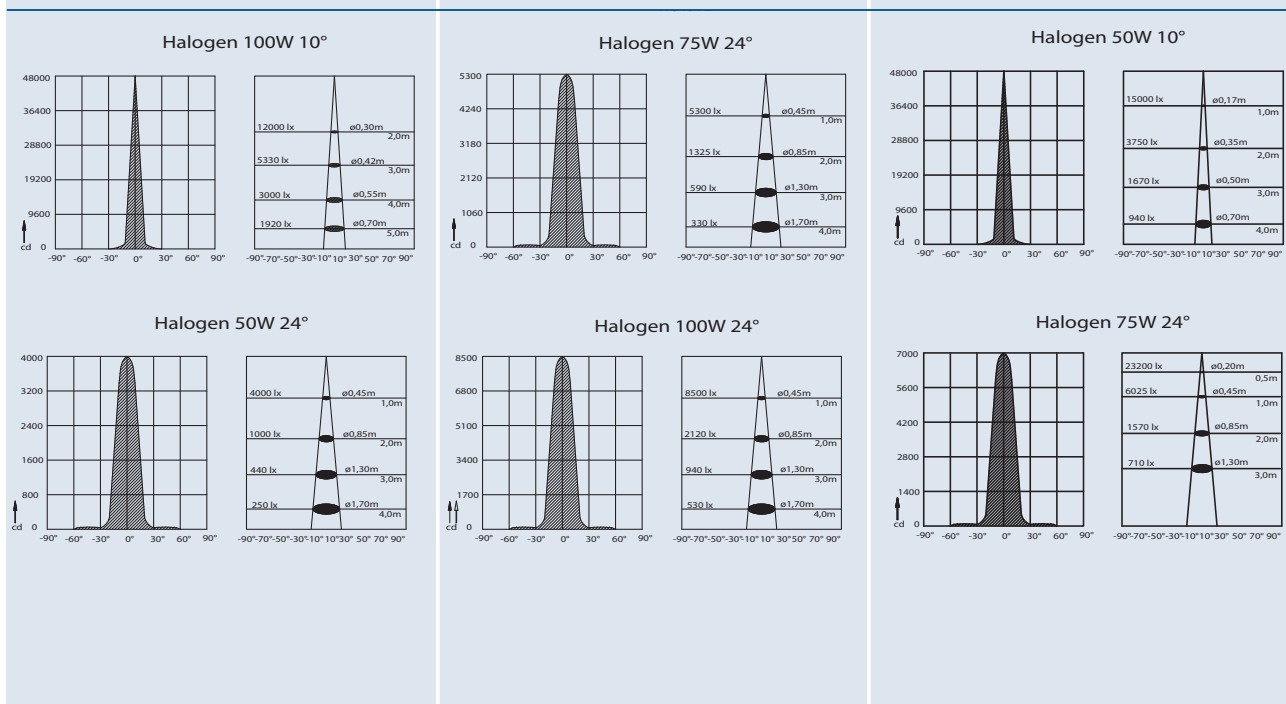 Halogen 100W 10°
48000
36400
28800
19200
9600
0
cd
-90° -60° -30° 0° 30° 60° 90°
12000 lx ø0,30m
2,0m
5330 lx ø0,42m
3,0m
3000 lx ø0,55m
4,0m
1920 lx ø0,70m
5,0m
-90°-70°-50°-30°-10°10°30° 50° 70° 90°
Halogen 75W 24°
5300
4240
3180
2120
1060
0
cd
-90° -60° -30° 0° 30° 60° 90°
5300 lx ø0,45m
1,0m
1325 lx ø0,85m
2,0m
590 lx ø1,30m
3,0m
330 lx ø1,70m
4,0m
-90°-70°-50°-30°-10°10°30° 50° 70° 90°
Halogen 50W 10°
48000
36400
28800
19200
9600
0
cd
-90° -60° -30° 0° 30° 60° 90°
15000 lx ø0,17m
1,0m
3750 lx ø0,35m
2,0m
1670 lx ø0,50m
3,0m
940 lx ø0,70m
4,0m
-90°-70°-50°-30°-10°10°30° 50° 70° 90°
Halogen 50W 24°
4000
3200
2400
1600
800
0
cd
-90° -60° -30° 0° 30° 60° 90°
4000 lx ø0,45m
1,0m
1000 lx ø0,85m
2,0m
440 lx ø1,30m
3,0m
250 lx ø1,70m
4,0m
-90°-70°-50°-30°-10°10°30° 50° 70° 90°
Halogen 100W 24°
8500
6800
5100
3400
1700
0
cd
-90° -60° -30° 0° 30° 60° 90°
8500 lx ø0,45m
1,0m
2120 lx ø0,85m
2,0m
940 lx ø1,30m
3,0m
530 lx ø1,70m
4,0m
-90°-70°-50°-30°-10°10°30° 50° 70° 90°
Halogen 75W 24°
7000
5600
4200
2800
1400
0
cd
-90° -60° -30° 0° 30° 60° 90°
23200 lx ø0,20m
0,5m
6025 lx ø0,45m
1,0m
1570 lx ø0,85m
2,0m
710 lx ø1,30m
3,0m
-90°-70°-50°-30°-10°10°30° 50° 70° 90°